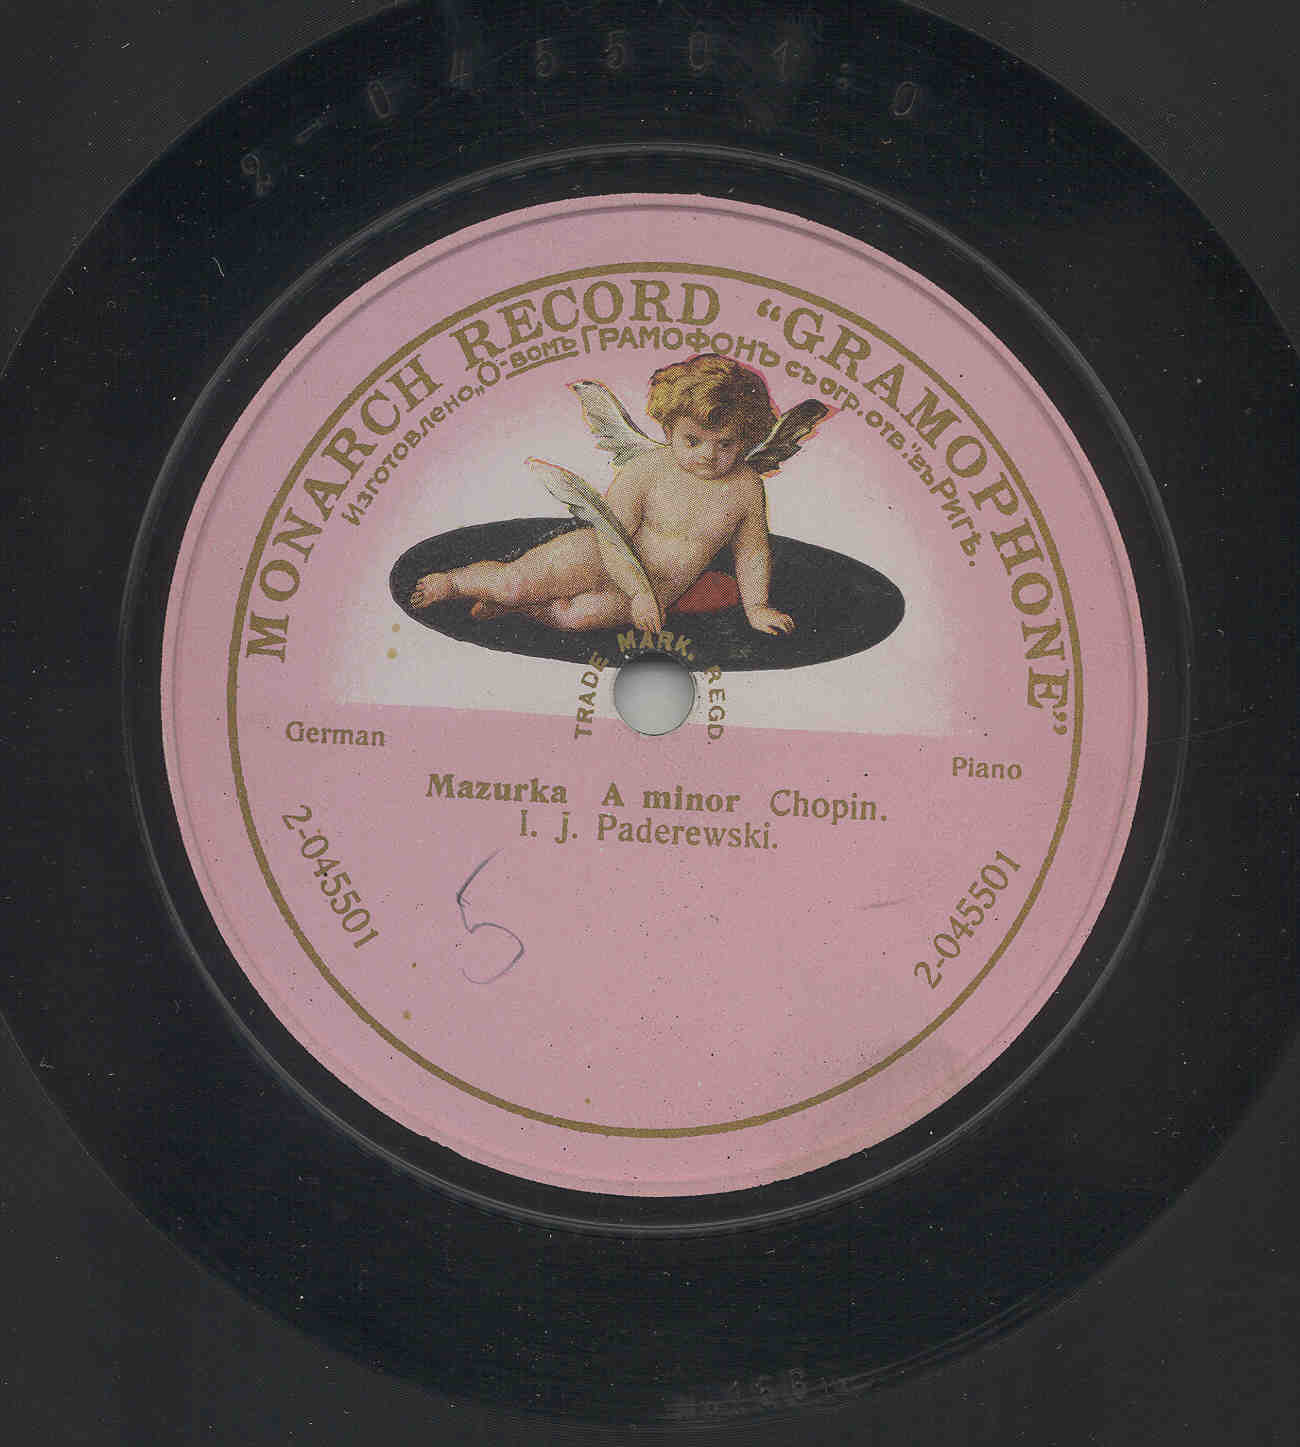 2-045501:0
MONARCH RECORD “GRAMOPHONE”
Изготовлено „О-вомъ ГРАМОФОНЪ съ огр. отв.“ въ Ригѣ.
TRADE MARK. REGD.
German
Piano
Mazurka A minor Chopin.
I. J. Paderewski.
2-045501
2-045501
5